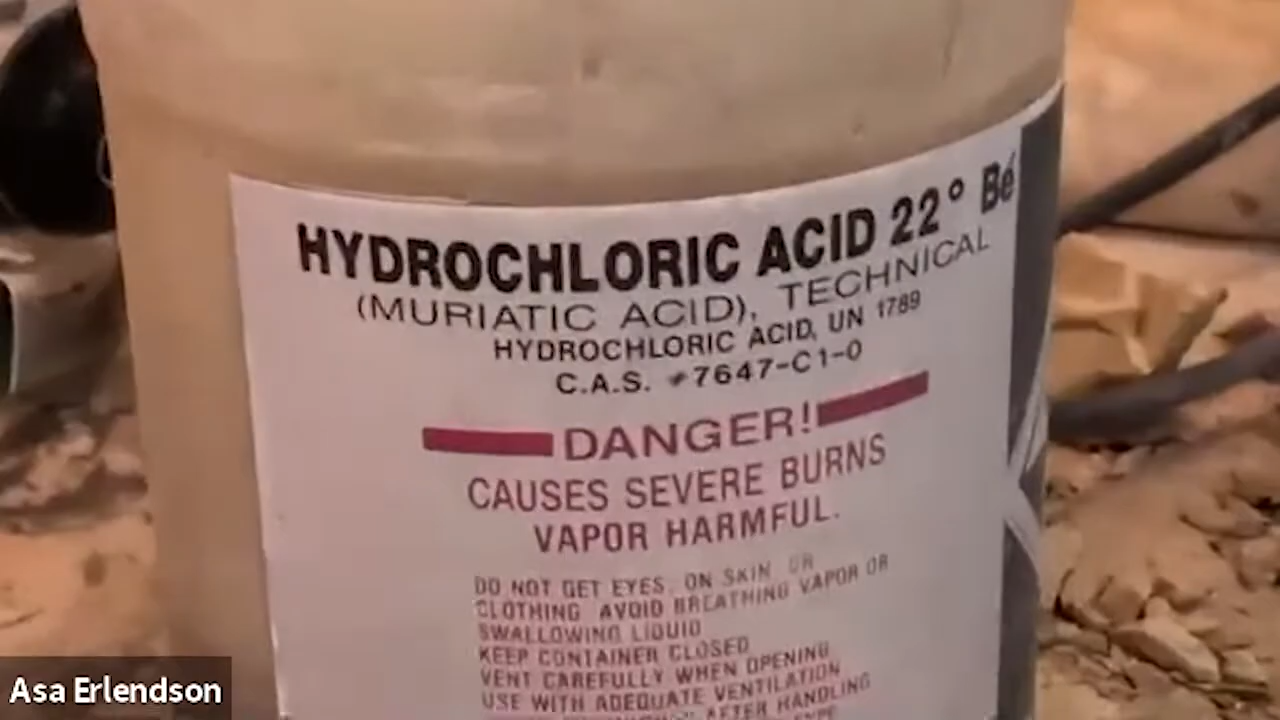 HYDROCHLORIC ACID 22° Bé
(MURIATIC ACID), TECHNICAL
HYDROCHLORIC ACID, UN 1789
C.A.S. #7647-C1-0
DANGER!
CAUSES SEVERE BURNS
VAPOR HARMFUL.
DO NOT GET EYES, ON SKIN OR
CLOTHING AVOID BREATHING VAPOR OR
SWALLOWING LIQUID
KEEP CONTAINER CLOSED
VENT CAREFULLY WHEN OPENING
USE WITH ADEQUATE VENTILATION
AFTER HANDLING
Asa Erlendson